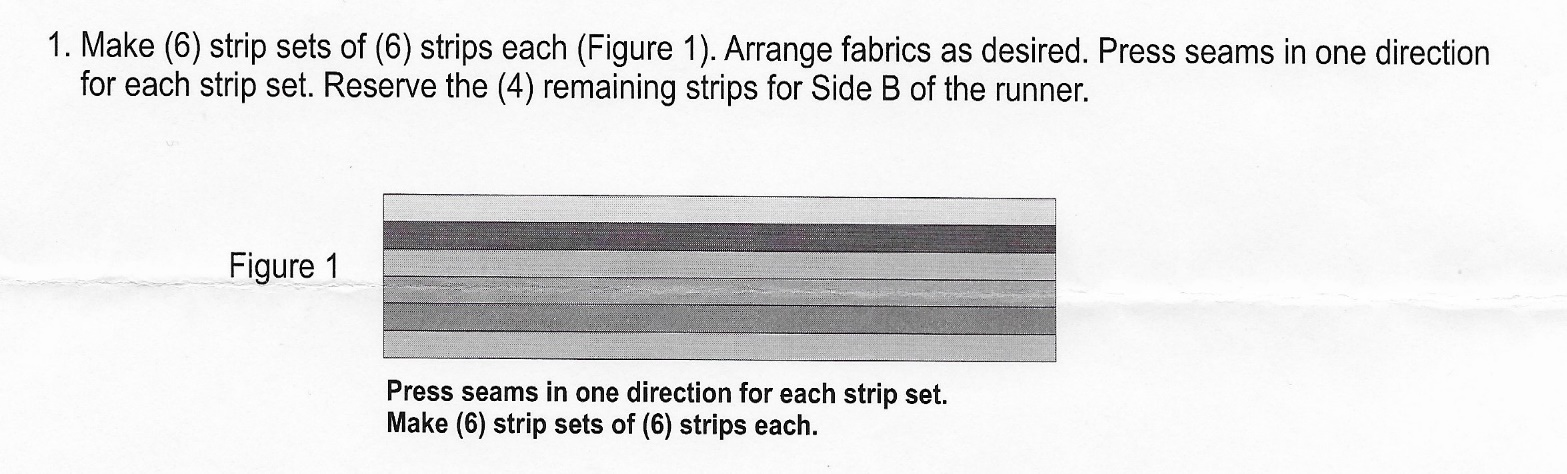 1. Make (6) strip sets of (6) strips each (Figure 1). Arrange fabrics as desired. Press seams in one direction
for each strip set. Reserve the (4) remaining strips for Side B of the runner.
Figure 1
Press seams in one direction for each strip set.
Make (6) strip sets of (6) strips each.